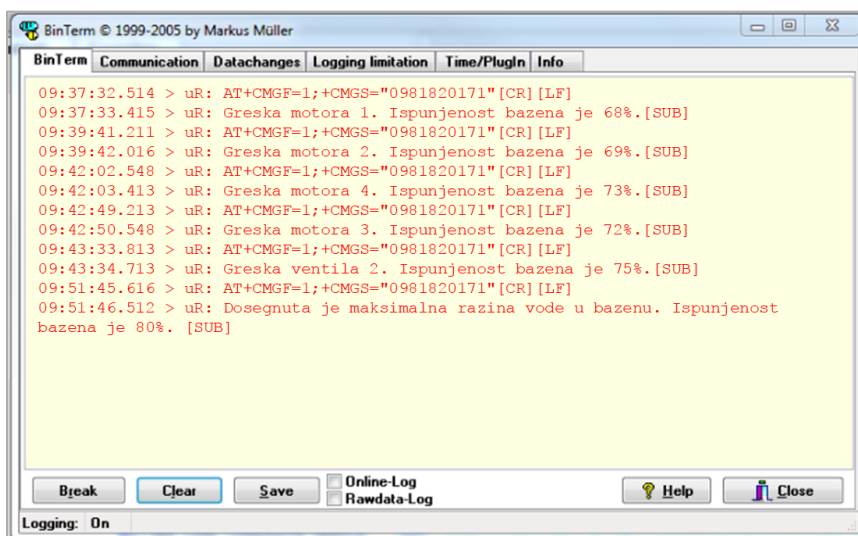 BinTerm © 1999-2005 by Markus Müller
BinTerm Communication Datachanges Logging limitation Time/PlugIn Info
09:37:32.514 > uR: AT+CMGF=1;+CMGS="0981820171"[CR][LF]
09:37:33.415 > uR: Greska motora 1. Ispunjenost bazena je 68%.[SUB]
09:39:41.211 > uR: AT+CMGF=1;+CMGS="0981820171"[CR][LF]
09:39:42.016 > uR: Greska motora 2. Ispunjenost bazena je 69%.[SUB]
09:42:02.548 > uR: AT+CMGF=1;+CMGS="0981820171"[CR][LF]
09:42:03.413 > uR: Greska motora 4. Ispunjenost bazena je 73%.[SUB]
09:42:49.213 > uR: AT+CMGF=1;+CMGS="0981820171"[CR][LF]
09:42:50.548 > uR: Greska motora 3. Ispunjenost bazena je 72%.[SUB]
09:43:33.813 > uR: AT+CMGF=1;+CMGS="0981820171"[CR][LF]
09:43:34.713 > uR: Greska ventila 2. Ispunjenost bazena je 75%.[SUB]
09:51:45.616 > uR: AT+CMGF=1;+CMGS="0981820171"[CR][LF]
09:51:46.512 > uR: Dosegnuta je maksimalna razina vode u bazenu. Ispunjenost
bazena je 80%. [SUB]
Break Clear Save Online-Log Help Close
Rawdata-Log
Logging: On